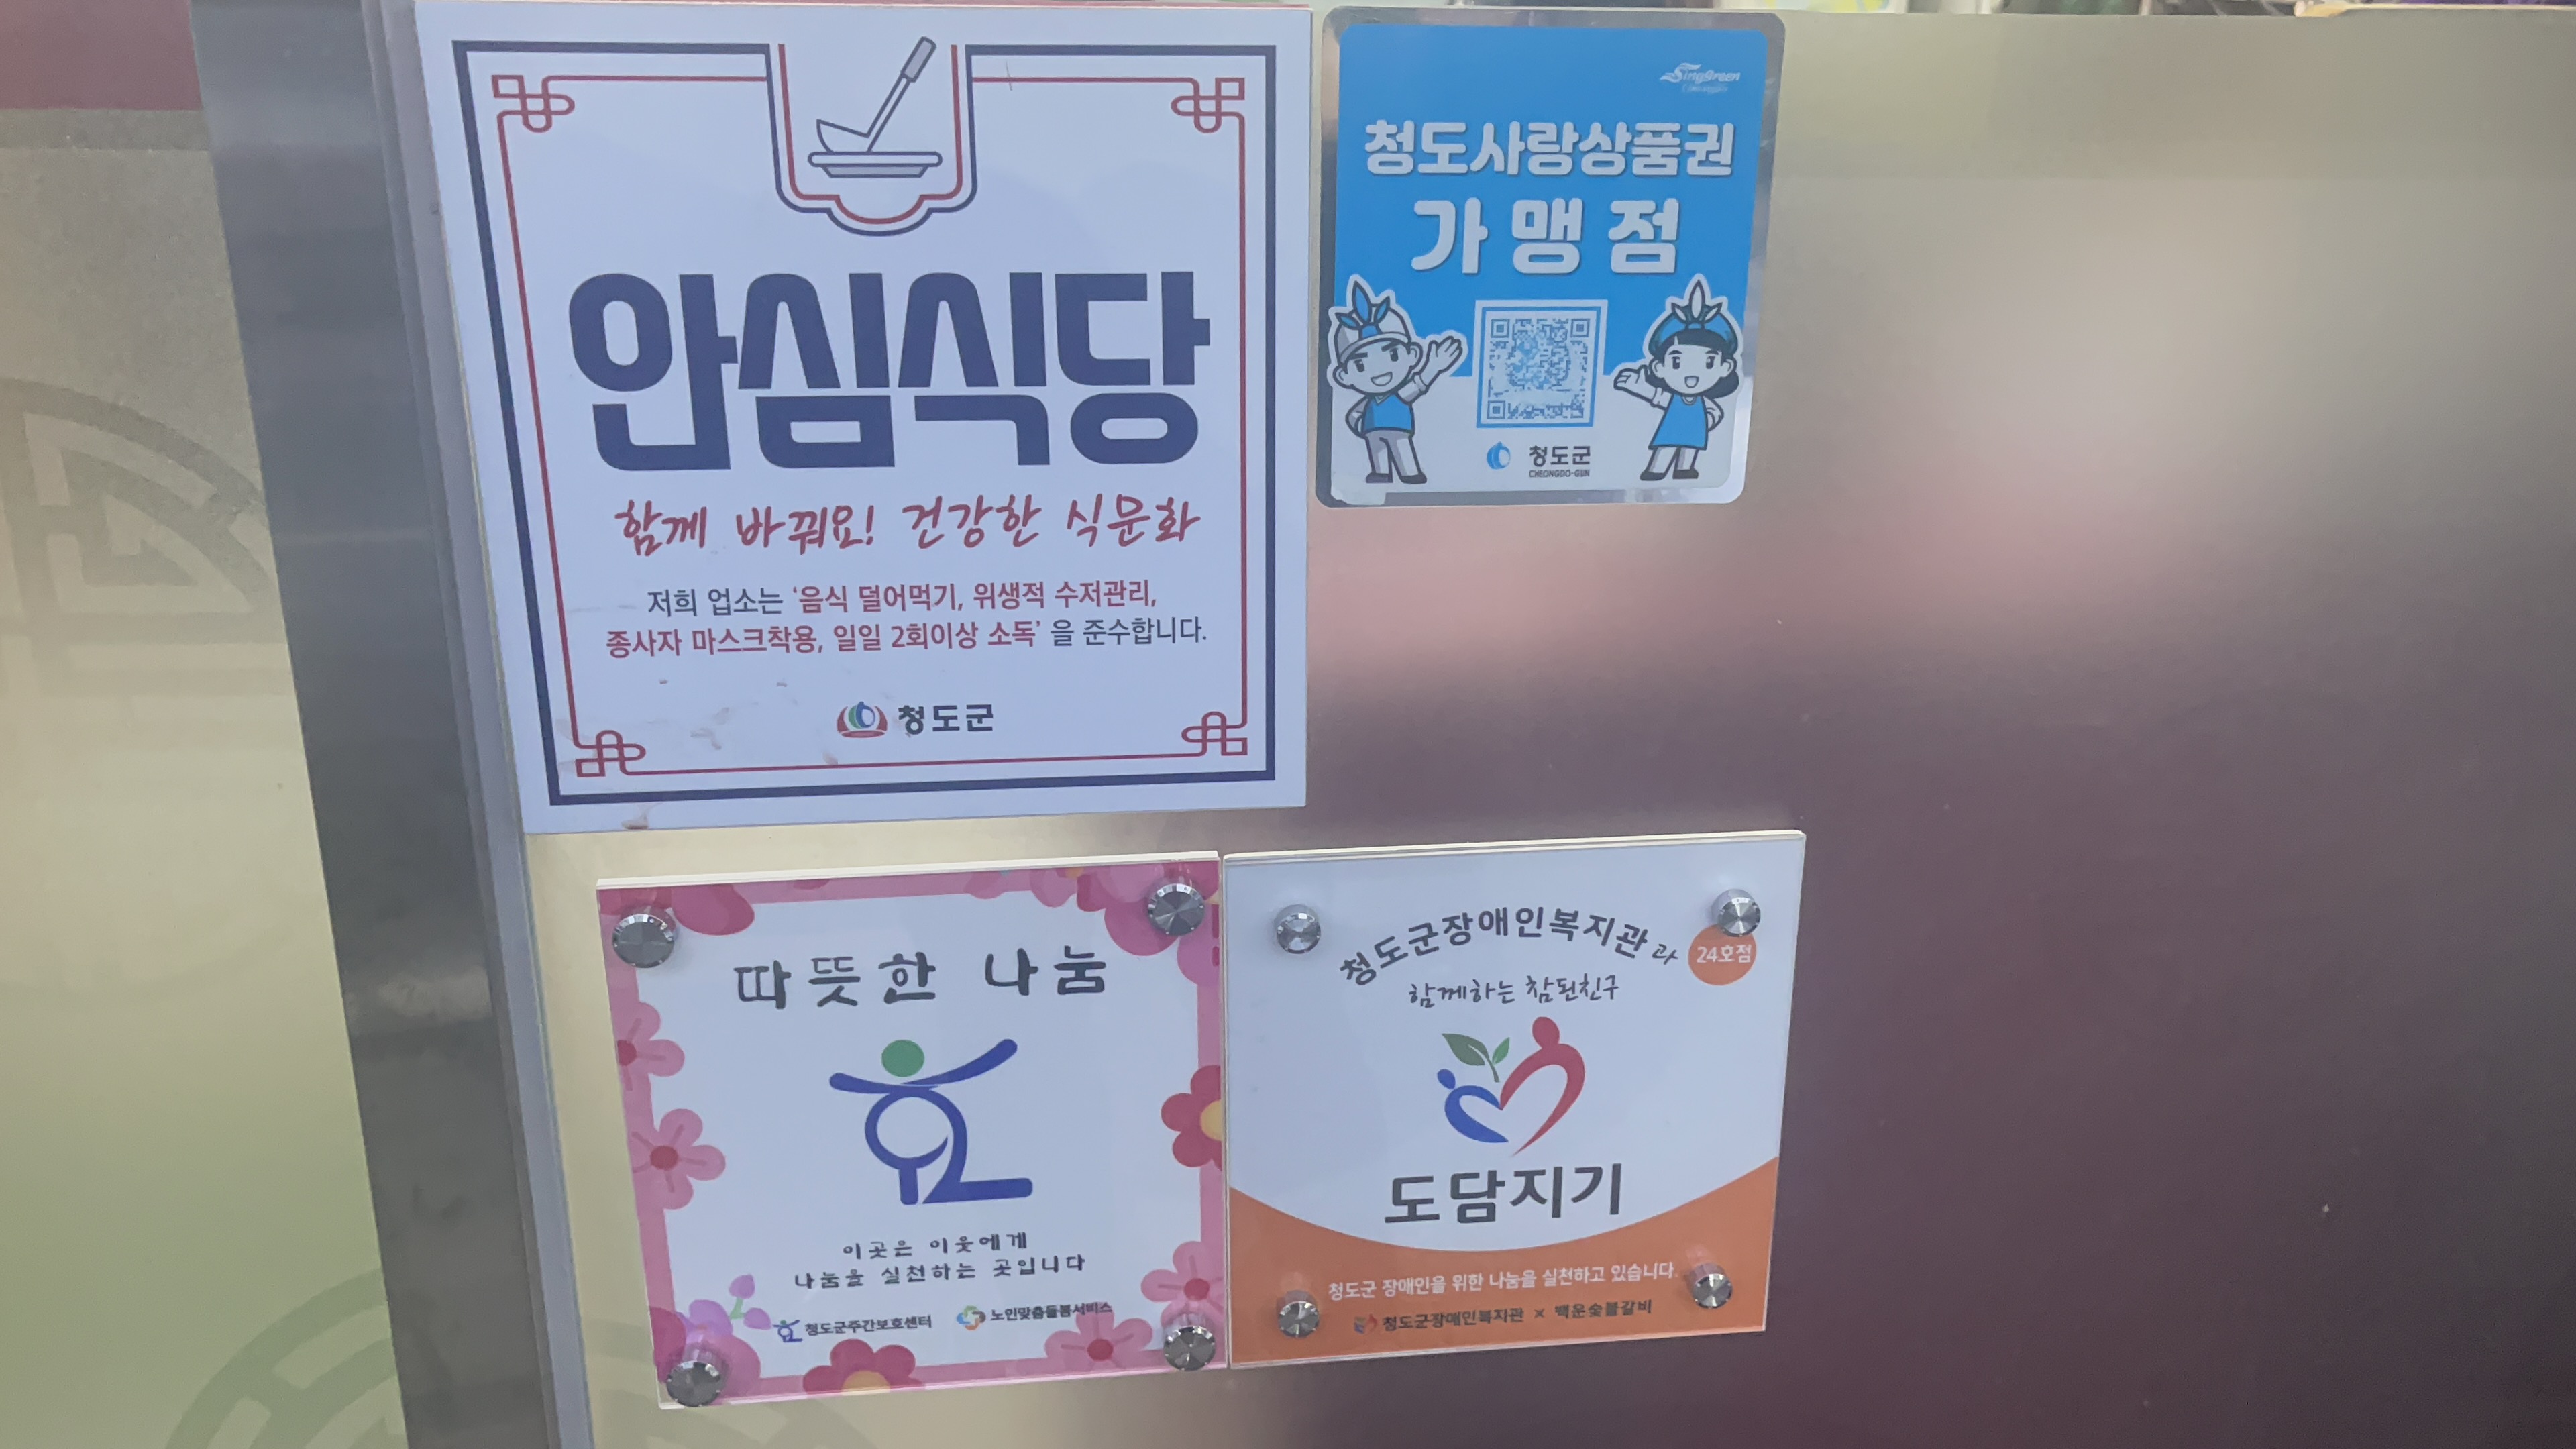 안심식당
함께 바꿔요! 건강한 식문화
저희 업소는 '음식 덜어먹기, 위생적 수저관리,
종사자 마스크착용, 일일 2회이상 소독' 을 준수합니다.
청도군
Singgreen
청도사랑상품권
가맹점
청도군
CHEONGDO-GUN
따뜻한 나눔
효
이곳은 이웃에게
나눔을 실천하는 곳입니다
청도군주간보호센터 노인맞춤돌봄서비스
청도군장애인복지관과
24호점
함께하는 참된친구
도담지기
청도군 장애인을 위한 나눔을 실천하고 있습니다.
청도군장애인복지관 × 백운숯불갈비